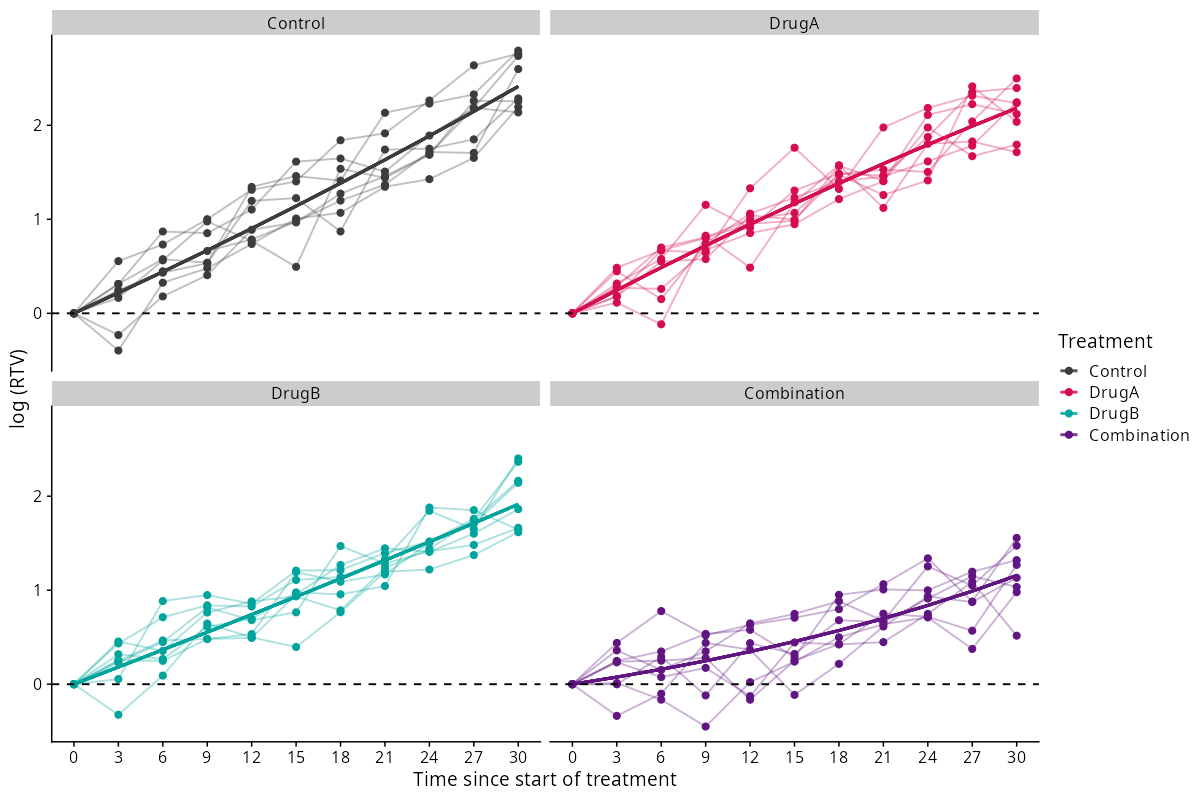 Control
DrugA
2
1
0
log (RTV)
DrugB
Combination
2
1
0
0 3 6 9 12 15 18 21 24 27 30
0 3 6 9 12 15 18 21 24 27 30
Time since start of treatment
Treatment
Control
DrugA
DrugB
Combination